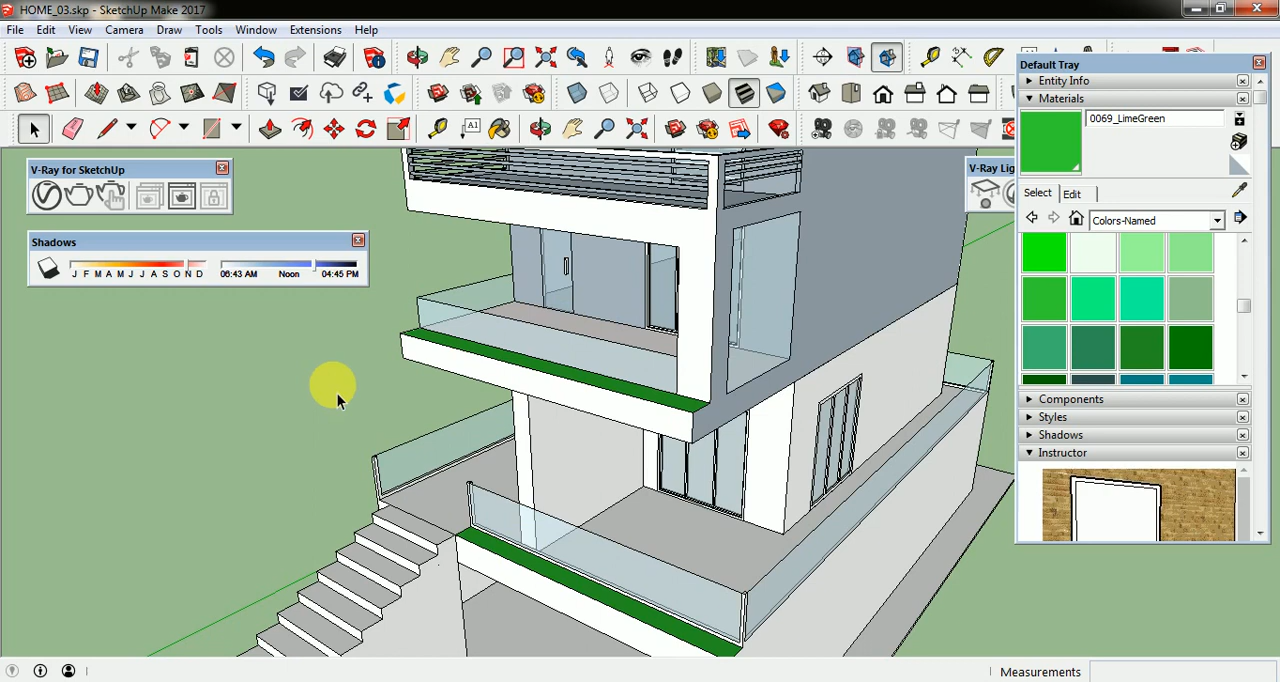 HOME_03.skp - SketchUp Make 2017
File Edit View Camera Draw Tools Window Extensions Help
Default Tray
Entity Info
Materials
0069_LimeGreen
A1
V-Ray for SketchUp
V-Ray Lig
Select Edit
Colors-Named
Shadows
J F M A M J J A S O N D 06:43 AM Noon 04:45 PM
Components
Styles
Shadows
Instructor
Measurements